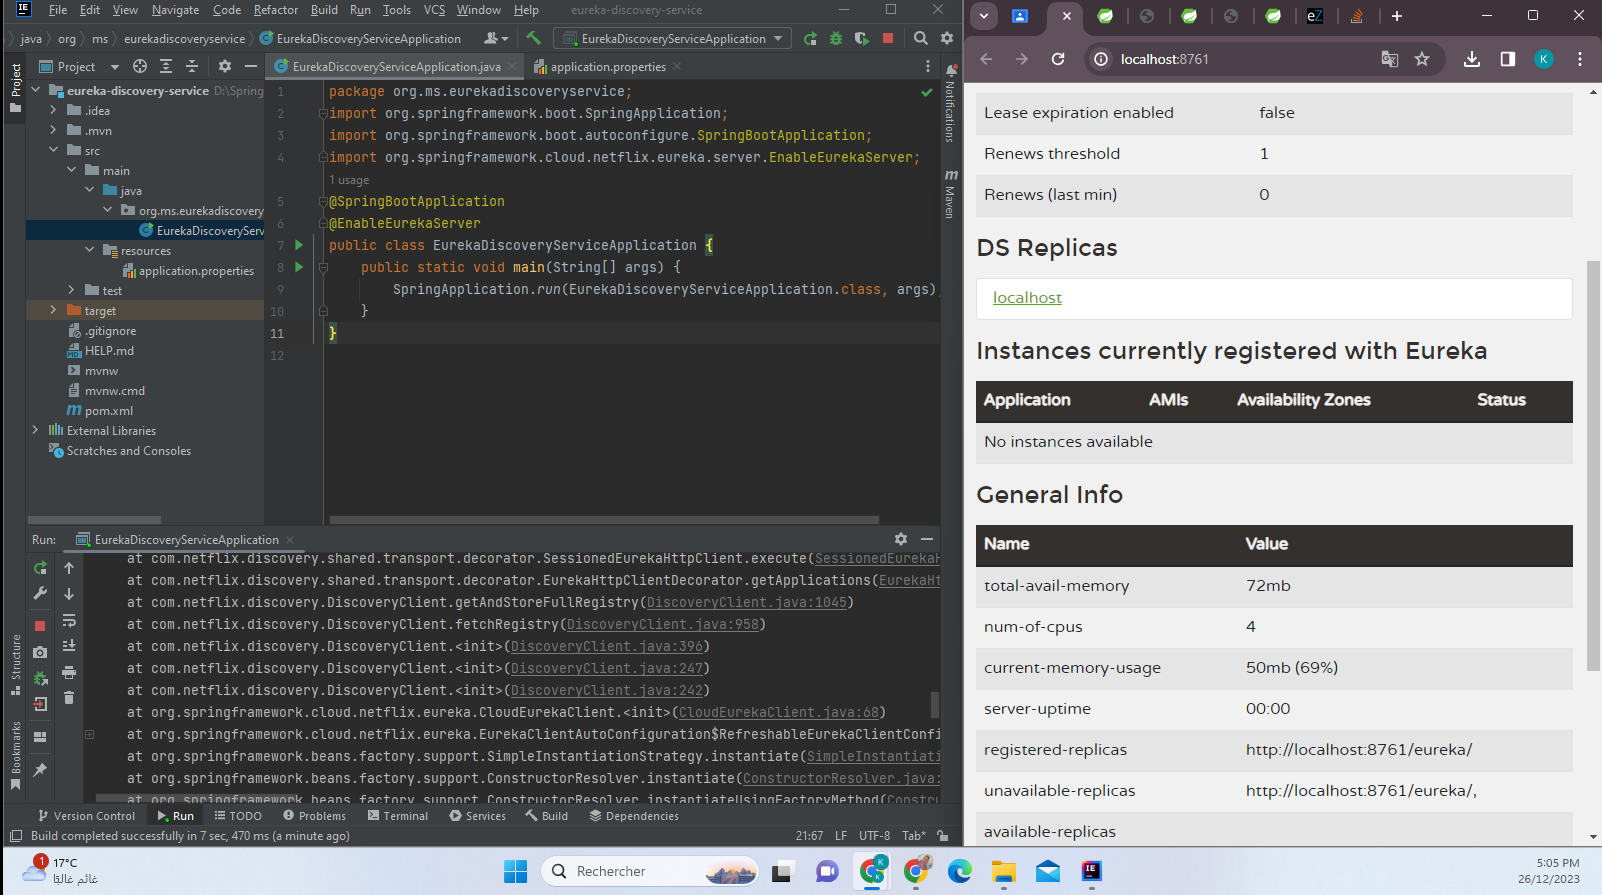 File Edit View Navigate Code Refactor Build Run Tools VCS Window Help eureka-discovery-service
java org ms eurekadiscoveryservice EurekaDiscoveryServiceApplication EurekaDiscoveryServiceApplication
Project
Project
EurekaDiscoveryServiceApplication.java
application.properties
eureka-discovery-service D:\Spring
.idea
.mvn
src
main
java
org.ms.eurekadiscovery
EurekaDiscoveryServ
resources
application.properties
test
target
.gitignore
HELP.md
mvnw
mvnw.cmd
pom.xml
External Libraries
Scratches and Consoles
1 package org.ms.eurekadiscoveryservice;
2 import org.springframework.boot.SpringApplication;
3 import org.springframework.boot.autoconfigure.SpringBootApplication;
4 import org.springframework.cloud.netflix.eureka.server.EnableEurekaServer;
1 usage
5 @SpringBootApplication
6 @EnableEurekaServer
7 public class EurekaDiscoveryServiceApplication {
8 public static void main(String[] args) {
9 SpringApplication.run(EurekaDiscoveryServiceApplication.class, args)
10 }
11 }
12
Notifications
Maven
Run: EurekaDiscoveryServiceApplication
at com.netflix.discovery.shared.transport.decorator.SessionedEurekaHttpClient.execute(SessionedEurekaH
at com.netflix.discovery.shared.transport.decorator.EurekaHttpClientDecorator.getApplications(EurekaHt
at com.netflix.discovery.DiscoveryClient.getAndStoreFullRegistry(DiscoveryClient.java:1045)
at com.netflix.discovery.DiscoveryClient.fetchRegistry(DiscoveryClient.java:958)
at com.netflix.discovery.DiscoveryClient.<init>(DiscoveryClient.java:396)
at com.netflix.discovery.DiscoveryClient.<init>(DiscoveryClient.java:247)
at com.netflix.discovery.DiscoveryClient.<init>(DiscoveryClient.java:242)
at org.springframework.cloud.netflix.eureka.CloudEurekaClient.<init>(CloudEurekaClient.java:68)
at org.springframework.cloud.netflix.eureka.EurekaClientAutoConfiguration$RefreshableEurekaClientConfi
at org.springframework.beans.factory.support.SimpleInstantiationStrategy.instantiate(SimpleInstantiati
at org.springframework.beans.factory.support.ConstructorResolver.instantiate(ConstructorResolver.java:
at org.springframework.beans.factory.support.ConstructorResolver.instantiateUsingFactoryMethod(Constru
Structure
Bookmarks
Version Control Run TODO Problems Terminal Services Build Dependencies
Build completed successfully in 7 sec, 470 ms (a minute ago) 21:67 LF UTF-8 Tab*
localhost:8761
K
Lease expiration enabled false
Renews threshold 1
Renews (last min) 0
DS Replicas
localhost
Instances currently registered with Eureka
Application AMIs Availability Zones Status
No instances available
General Info
Name Value
total-avail-memory 72mb
num-of-cpus 4
current-memory-usage 50mb (69%)
server-uptime 00:00
registered-replicas http://localhost:8761/eureka/
unavailable-replicas http://localhost:8761/eureka/,
available-replicas
1
17°C
غائم غالبًا
Rechercher
5:05 PM
26/12/2023